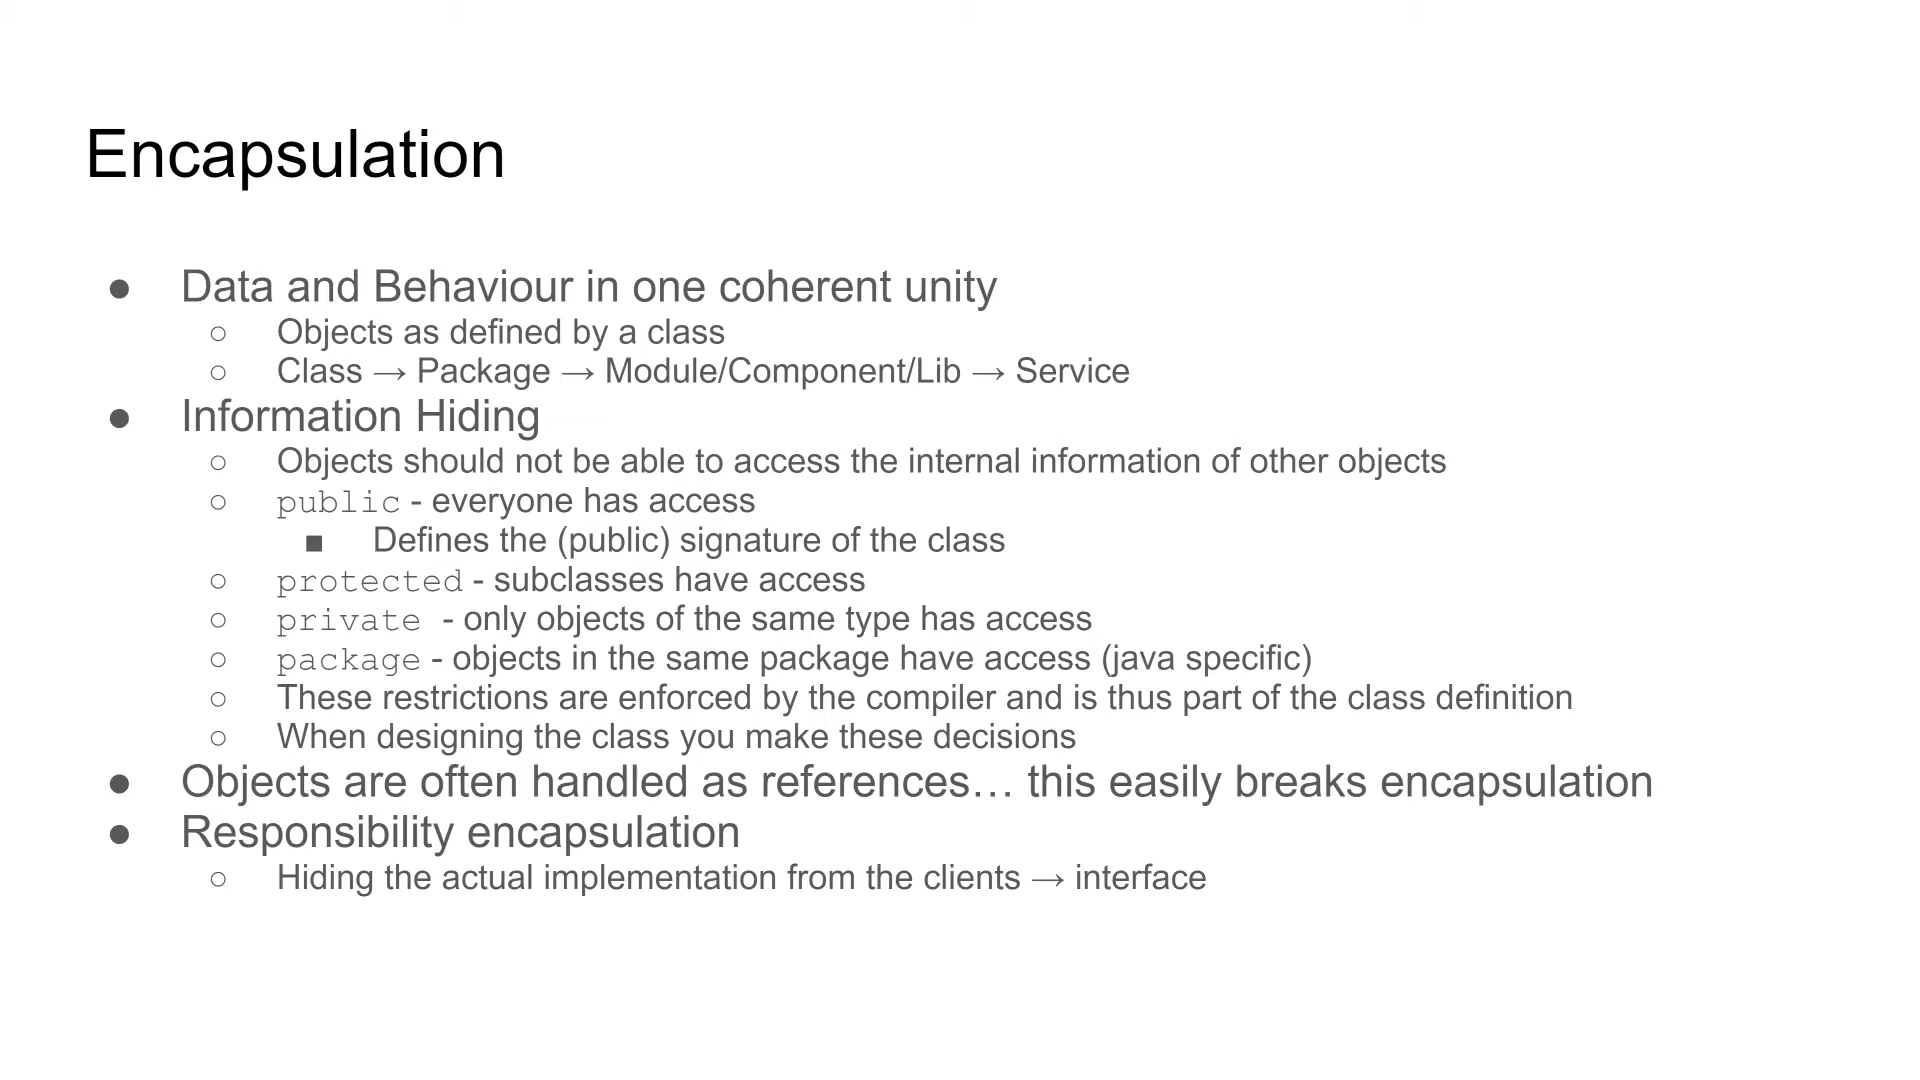 Encapsulation
● Data and Behaviour in one coherent unity
○ Objects as defined by a class
○ Class → Package → Module/Component/Lib → Service
● Information Hiding
○ Objects should not be able to access the internal information of other objects
○ public - everyone has access
■ Defines the (public) signature of the class
○ protected - subclasses have access
○ private - only objects of the same type has access
○ package - objects in the same package have access (java specific)
○ These restrictions are enforced by the compiler and is thus part of the class definition
○ When designing the class you make these decisions
● Objects are often handled as references… this easily breaks encapsulation
● Responsibility encapsulation
○ Hiding the actual implementation from the clients → interface